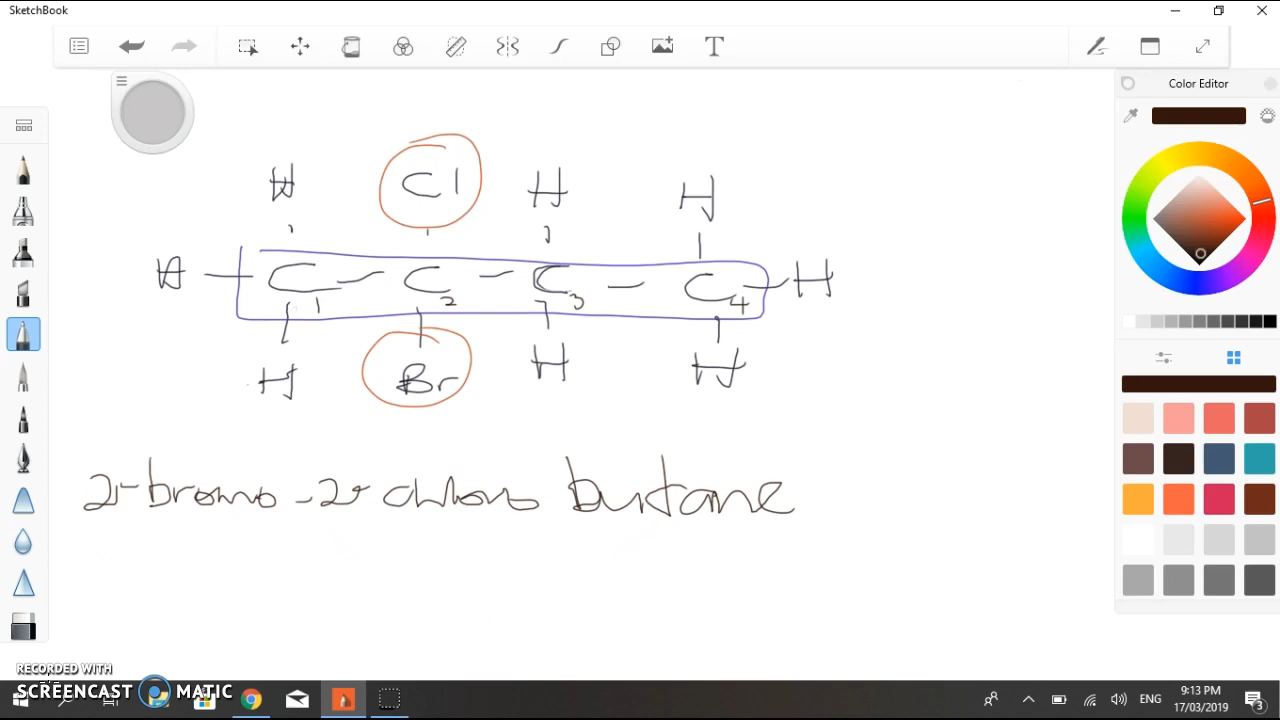 SketchBook
T
Color Editor
H Cl H H
H - C1 - C2 - C3 - C4 - H
H Br H H
2-bromo-2-chloro butane
RECORDED WITH
SCREENCAST MATIC
ENG
9:13 PM
17/03/2019
3